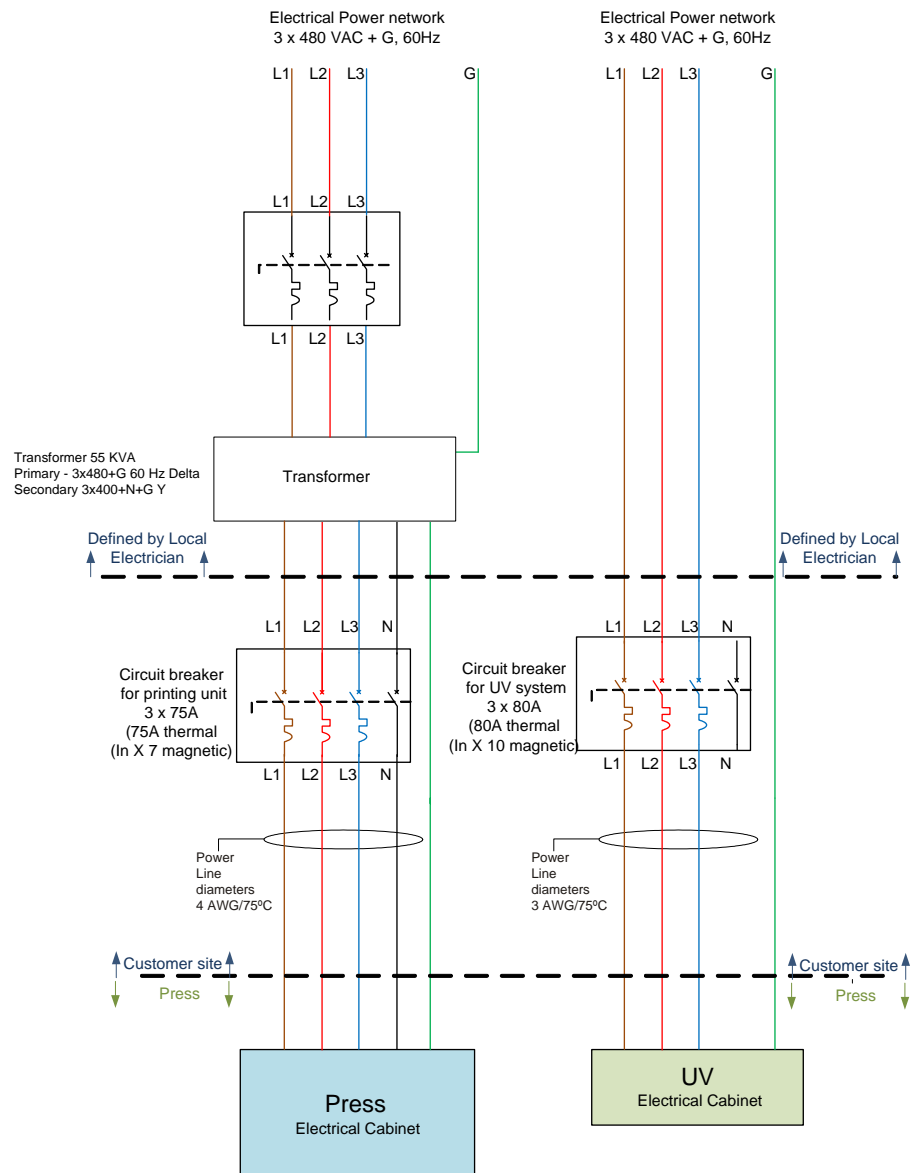 Electrical Power network
3 x 480 VAC + G, 60Hz
Electrical Power network
3 x 480 VAC + G, 60Hz
L1 L2 L3 G
L1 L2 L3 G
L1 L2 L3
L1 L2 L3
Transformer 55 KVA
Primary - 3x480+G 60 Hz Delta
Secondary 3x400+N+G Y
Transformer
Defined by Local
Electrician
Defined by Local
Electrician
L1 L2 L3 N
L1 L2 L3 N
Circuit breaker
for printing unit
3 x 75A
(75A thermal
(In X 7 magnetic)
Circuit breaker
for UV system
3 x 80A
(80A thermal
(In X 10 magnetic)
L1 L2 L3 N
L1 L2 L3 N
Power
Line
diameters
4 AWG/75ºC
Power
Line
diameters
3 AWG/75ºC
Customer site
Press
Customer site
Press
Press
Electrical Cabinet
UV
Electrical Cabinet